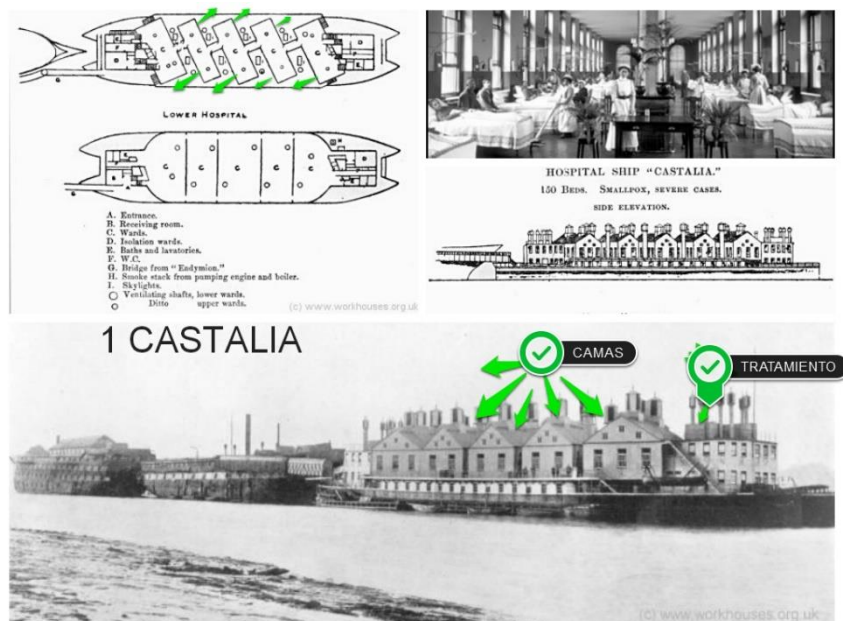 LOWER HOSPITAL
A. Entrance.
B. Receiving room.
C. Wards.
D. Isolation wards.
E. Baths and lavatories.
F. W.C.
G. Bridge from "Endymion."
H. Smoke stack from pumping engine and boiler.
I. Skylights.
Ventilating shafts, lower wards.
Ditto upper wards.
(c) www.workhouses.org.uk
HOSPITAL SHIP "CASTALIA."
150 BEDS. SMALLPOX, SEVERE CASES.
SIDE ELEVATION.
1 CASTALIA
CAMAS
TRATAMIENTO
(c) www.workhouses.org.uk